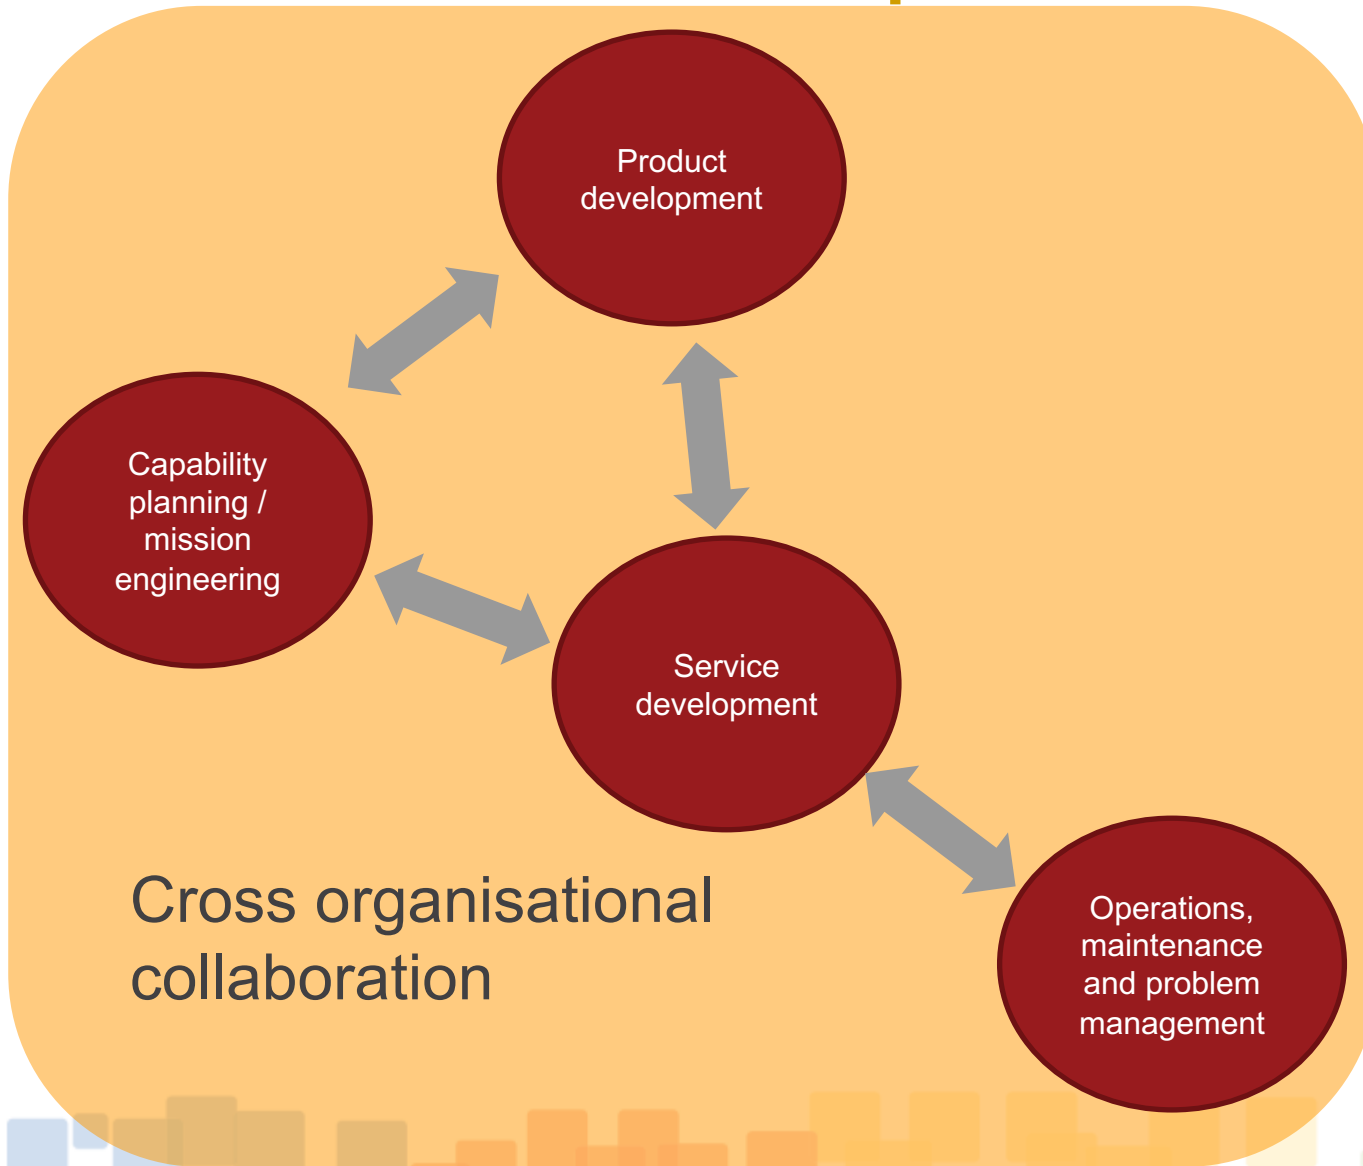 Product
development
Capability
planning /
mission
engineering
Service
development
Cross organisational
collaboration
Operations,
maintenance
and problem
management